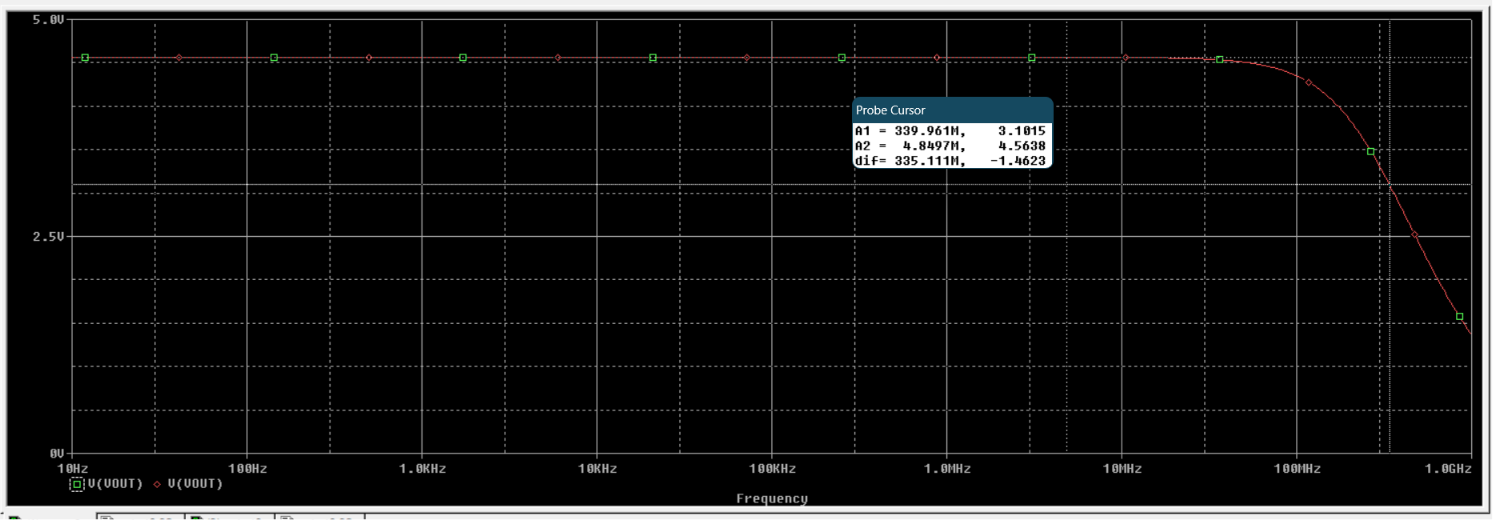 5.0V
Probe Cursor
A1 = 339.961M, 3.1015
A2 = 4.8497M, 4.5638
dif= 335.111M, -1.4623
2.5V
0V
10Hz 100Hz 1.0KHz 10KHz 100KHz 1.0MHz 10MHz 100MHz 1.0GHz
V(VOUT) V(VOUT)
Frequency